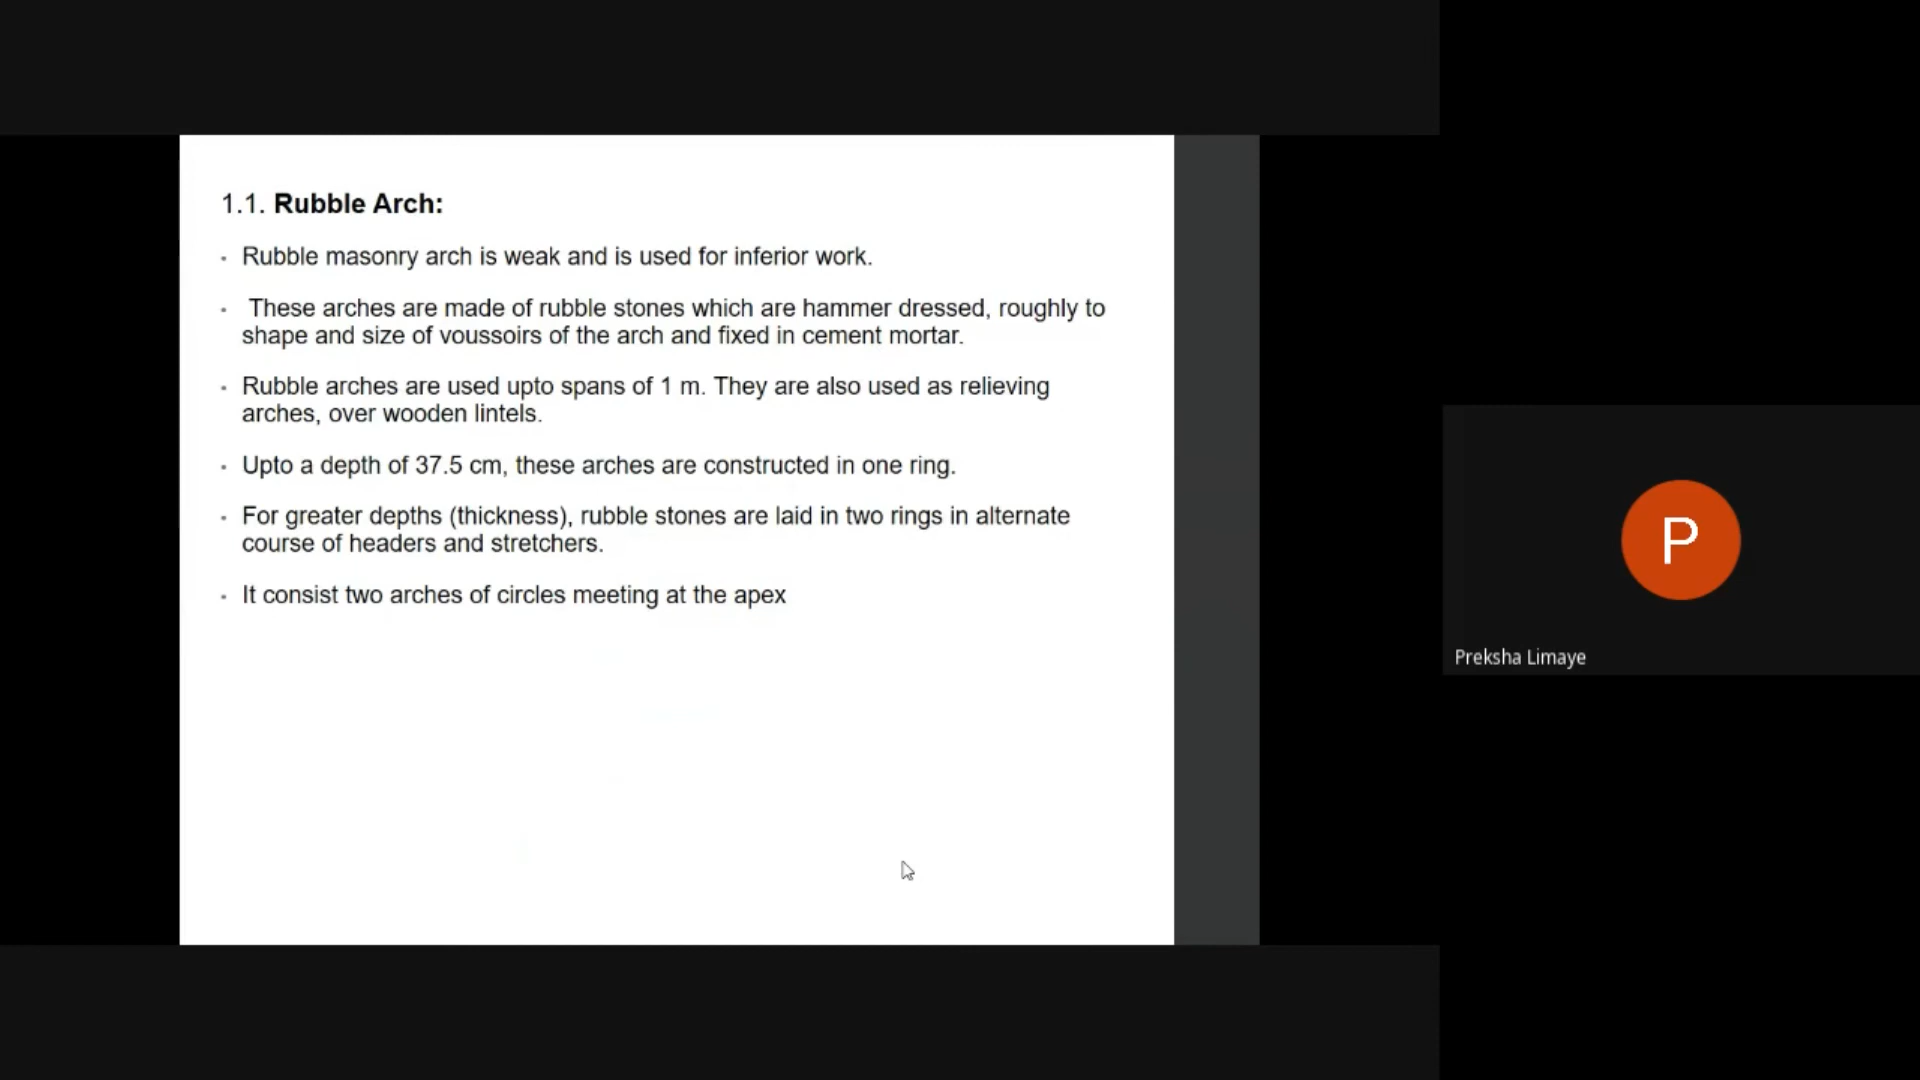 1.1. Rubble Arch:
· Rubble masonry arch is weak and is used for inferior work.
· These arches are made of rubble stones which are hammer dressed, roughly to
shape and size of voussoirs of the arch and fixed in cement mortar.
· Rubble arches are used upto spans of 1 m. They are also used as relieving
arches, over wooden lintels.
· Upto a depth of 37.5 cm, these arches are constructed in one ring.
· For greater depths (thickness), rubble stones are laid in two rings in alternate
course of headers and stretchers.
· It consist two arches of circles meeting at the apex
P
Preksha Limaye